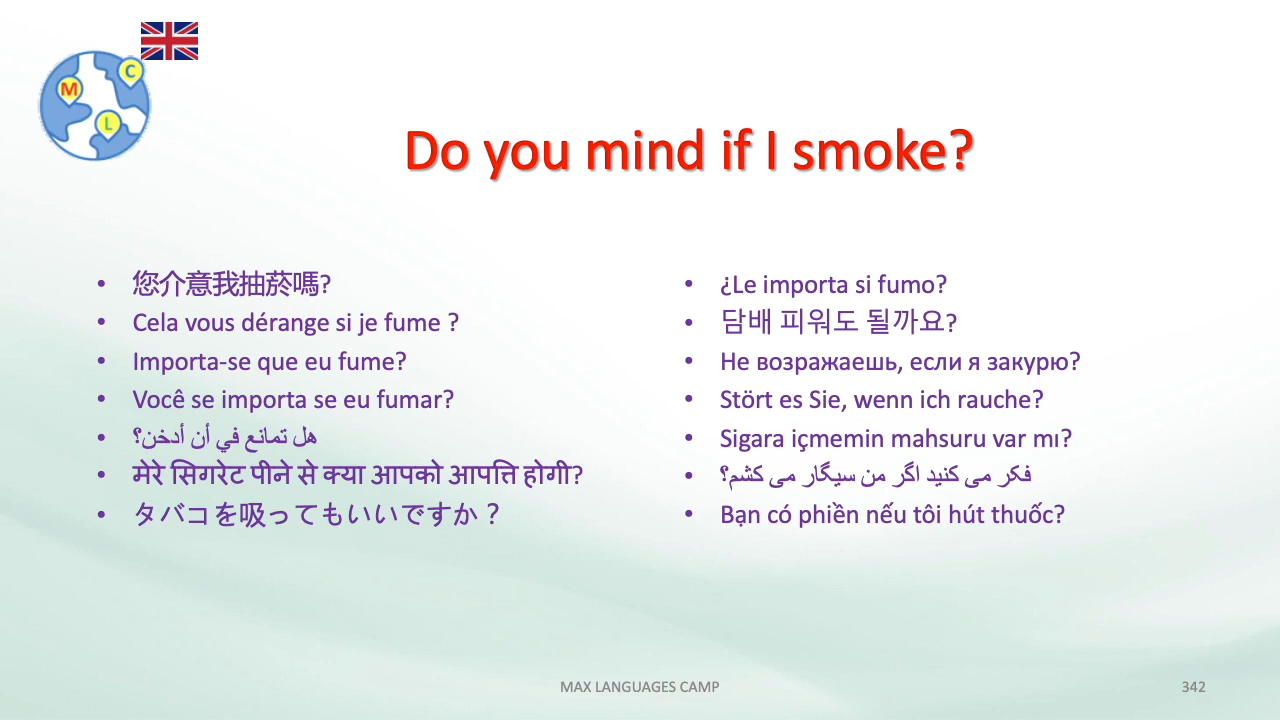 M C L
Do you mind if I smoke?
• 您介意我抽菸嗎?
• Cela vous dérange si je fume ?
• Importa-se que eu fume?
• Você se importa se eu fumar?
• هل تمانع في أن أدخن؟
• मेरे सिगरेट पीने से क्या आपको आपत्ति होगी?
• タバコを吸ってもいいですか？
• ¿Le importa si fumo?
• 담배 피워도 될까요?
• Не возражаешь, если я закурю?
• Stört es Sie, wenn ich rauche?
• Sigara içmemin mahsuru var mı?
• فکر می کنید اگر من سیگار می کشم؟
• Bạn có phiền nếu tôi hút thuốc?
MAX LANGUAGES CAMP
342